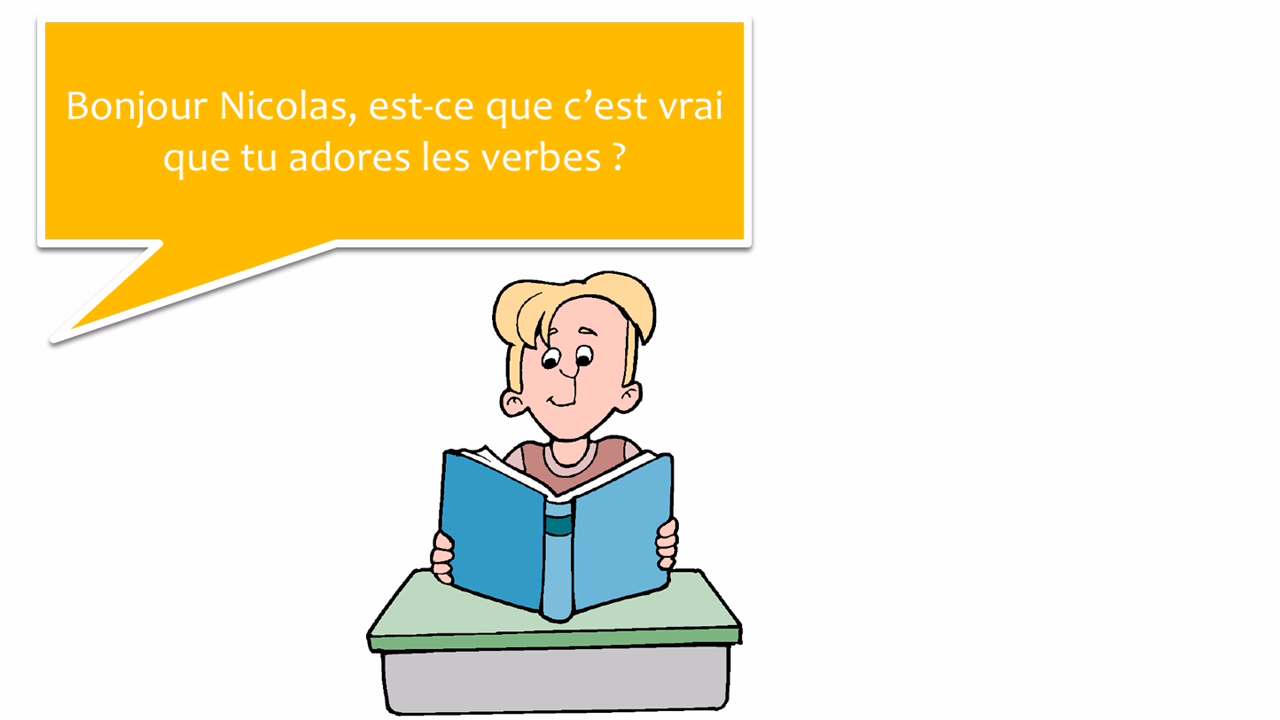 Bonjour Nicolas, est-ce que c’est vrai
que tu adores les verbes ?